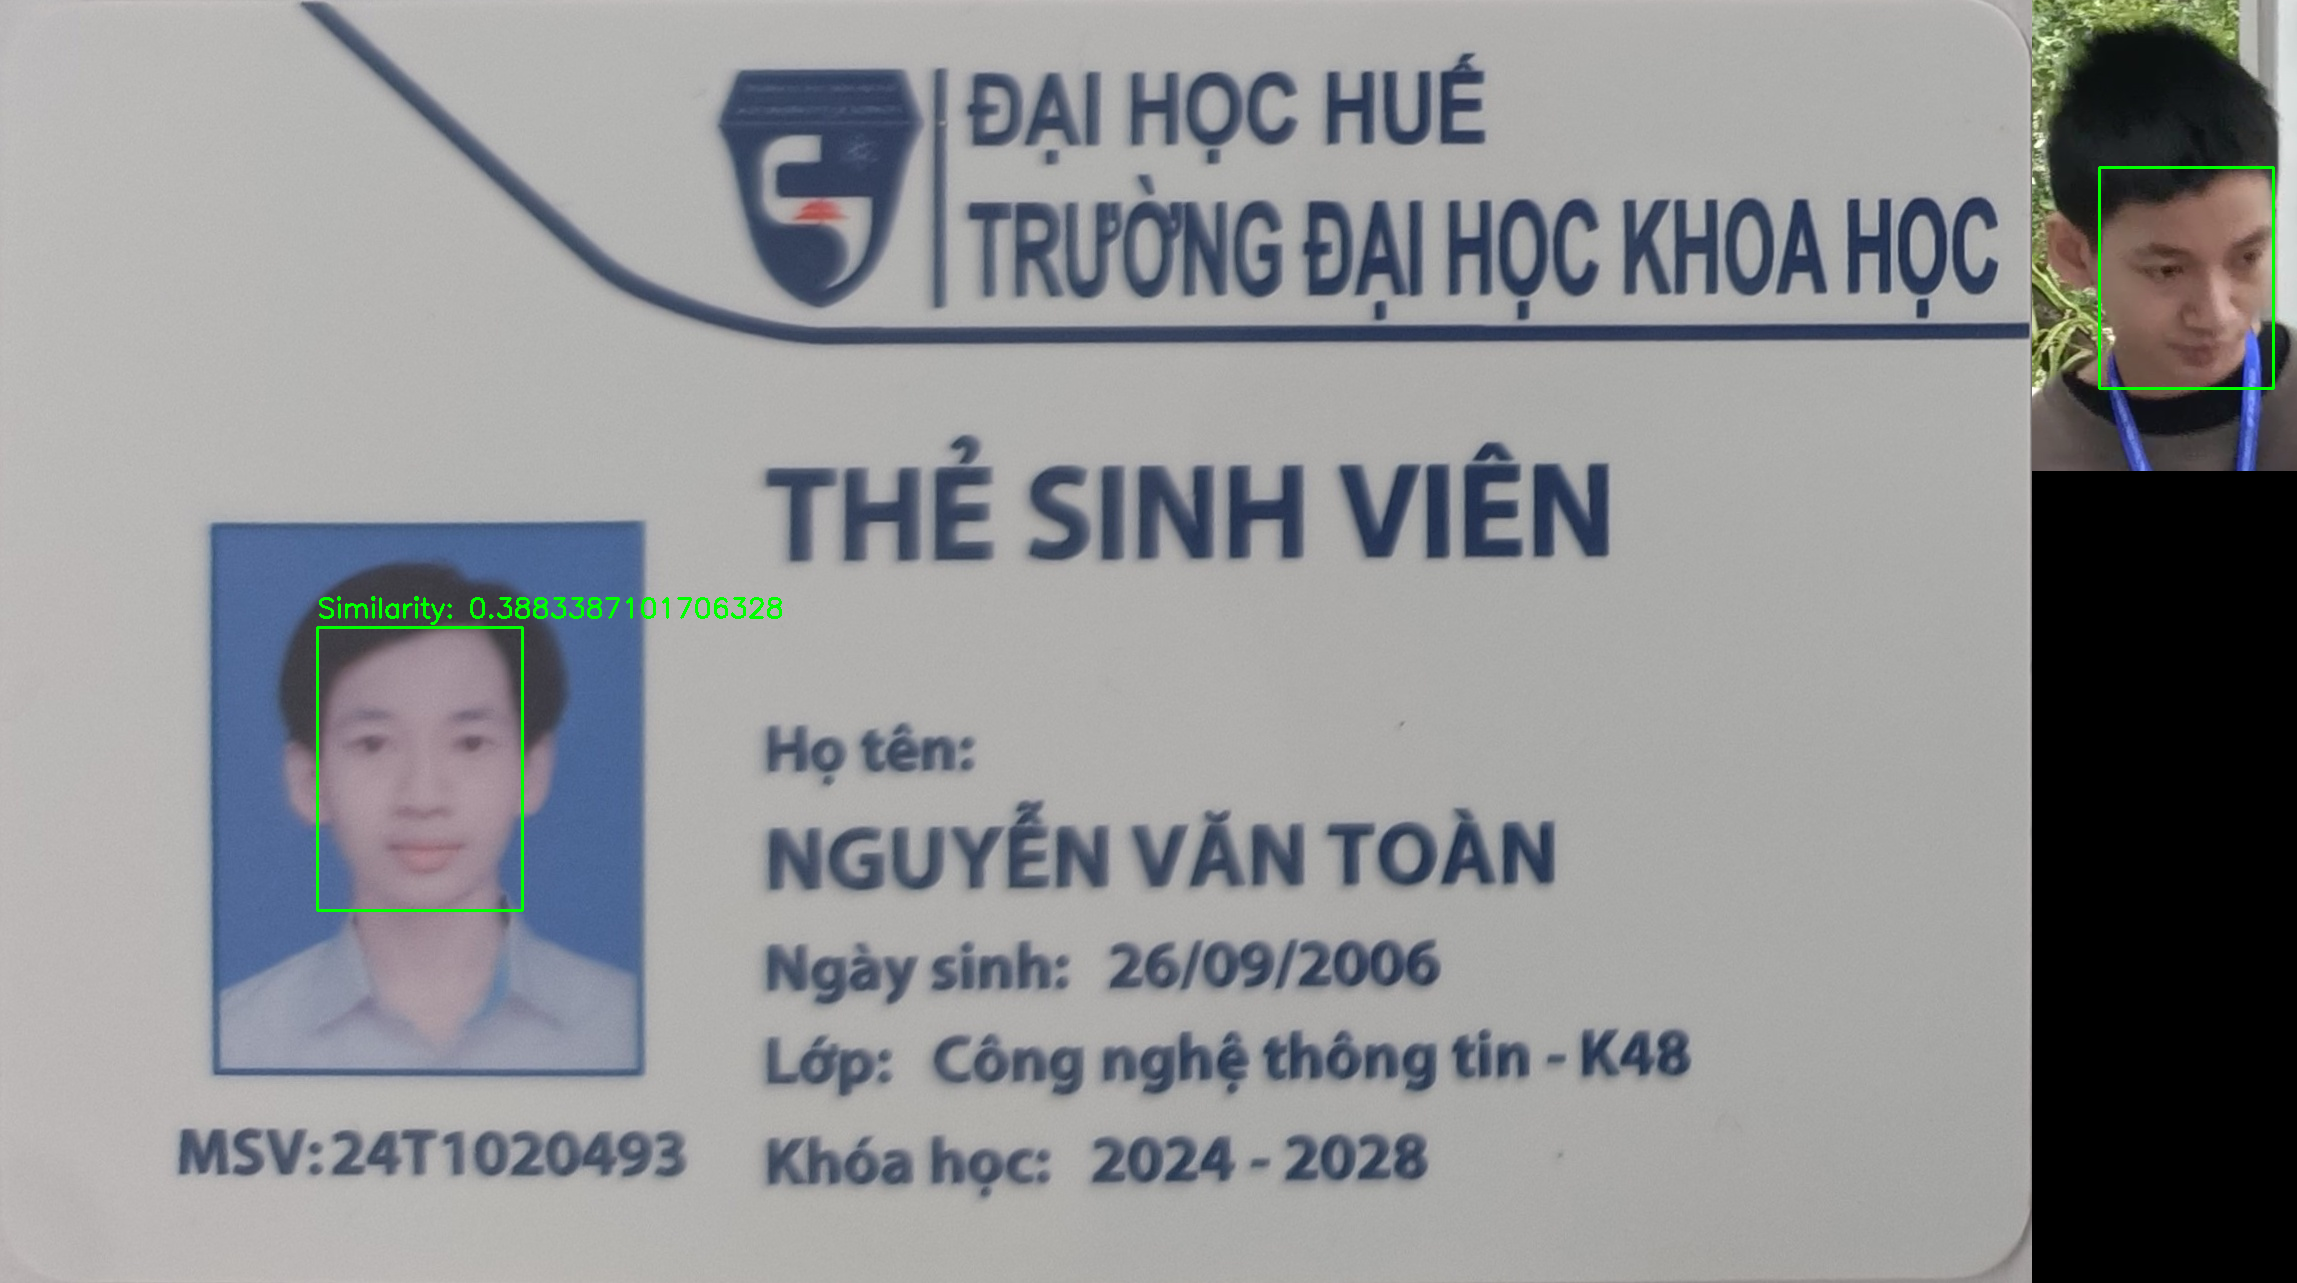 ĐẠI HỌC HUẾ
TRƯỜNG ĐẠI HỌC KHOA HỌC
THẺ SINH VIÊN
Similarity: 0.3883387101706328
Họ tên:
NGUYỄN VĂN TOÀN
Ngày sinh: 26/09/2006
Lớp: Công nghệ thông tin - K48
MSV:24T1020493
Khóa học: 2024 - 2028